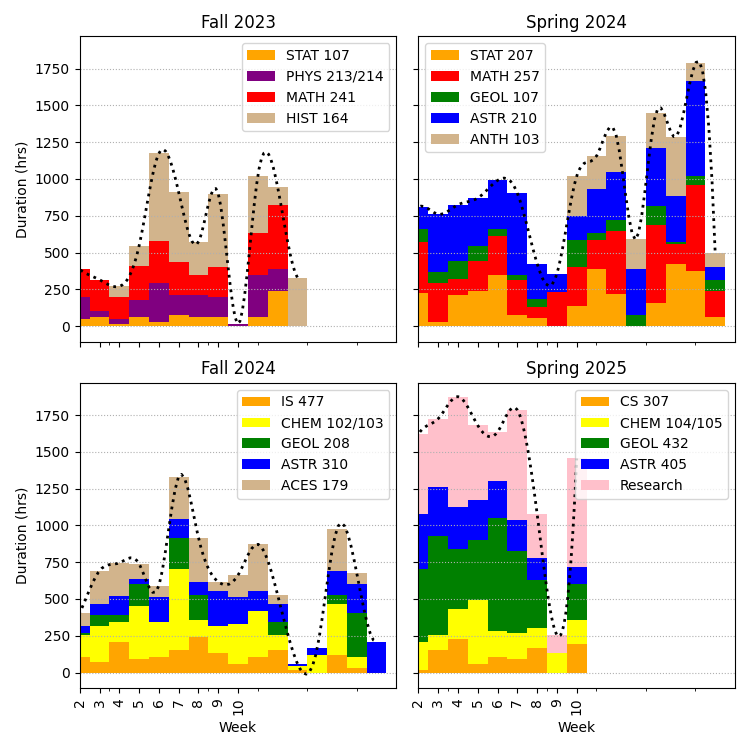 Fall 2023
Spring 2024
STAT 107
PHYS 213/214
MATH 241
HIST 164
STAT 207
MATH 257
GEOL 107
ASTR 210
ANTH 103
Duration (hrs)
1750
1500
1250
1000
750
500
250
0
Fall 2024
Spring 2025
IS 477
CHEM 102/103
GEOL 208
ASTR 310
ACES 179
CS 307
CHEM 104/105
GEOL 432
ASTR 405
Research
Duration (hrs)
1750
1500
1250
1000
750
500
250
0
2 3 4 5 6 7 8 9 10
Week
2 3 4 5 6 7 8 9 10
Week